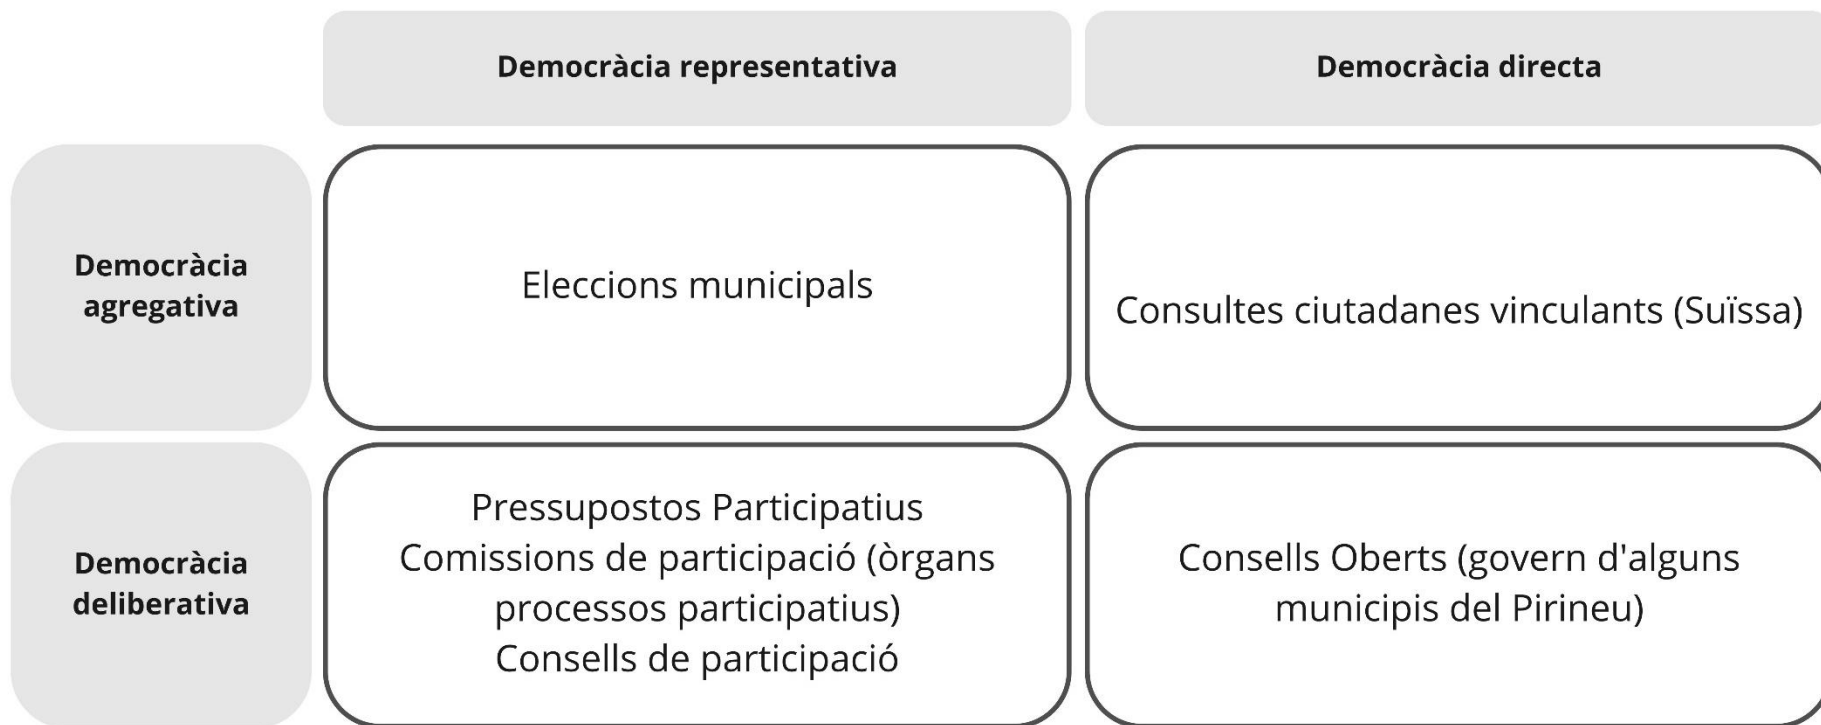 Democràcia representativa
Democràcia directa
Democràcia
agregativa
Eleccions municipals
Consultes ciutadanes vinculants (Suïssa)
Democràcia
deliberativa
Pressupostos Participatius
Comissions de participació (òrgans
processos participatius)
Consells de participació
Consells Oberts (govern d'alguns
municipis del Pirineu)